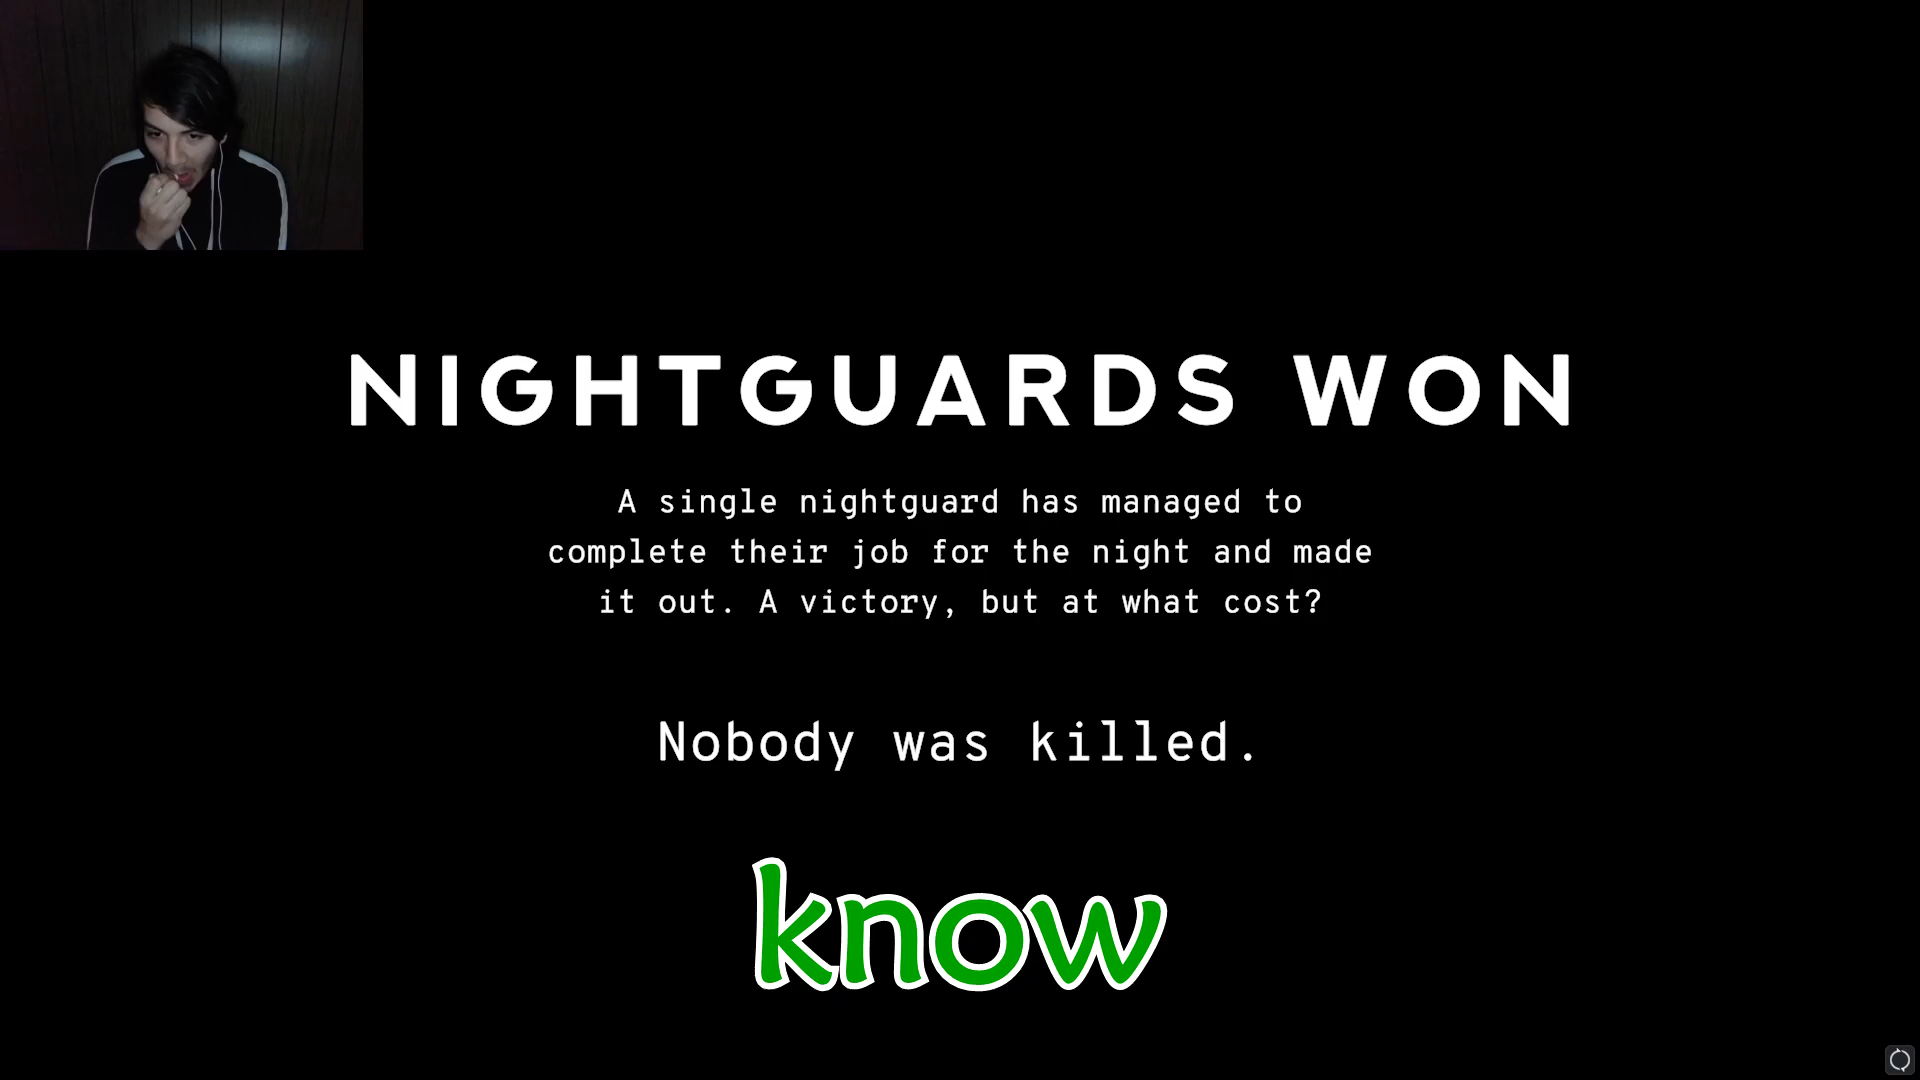 NIGHTGUARDS WON
A single nightguard has managed to
complete their job for the night and made
it out. A victory, but at what cost?
Nobody was killed.
know